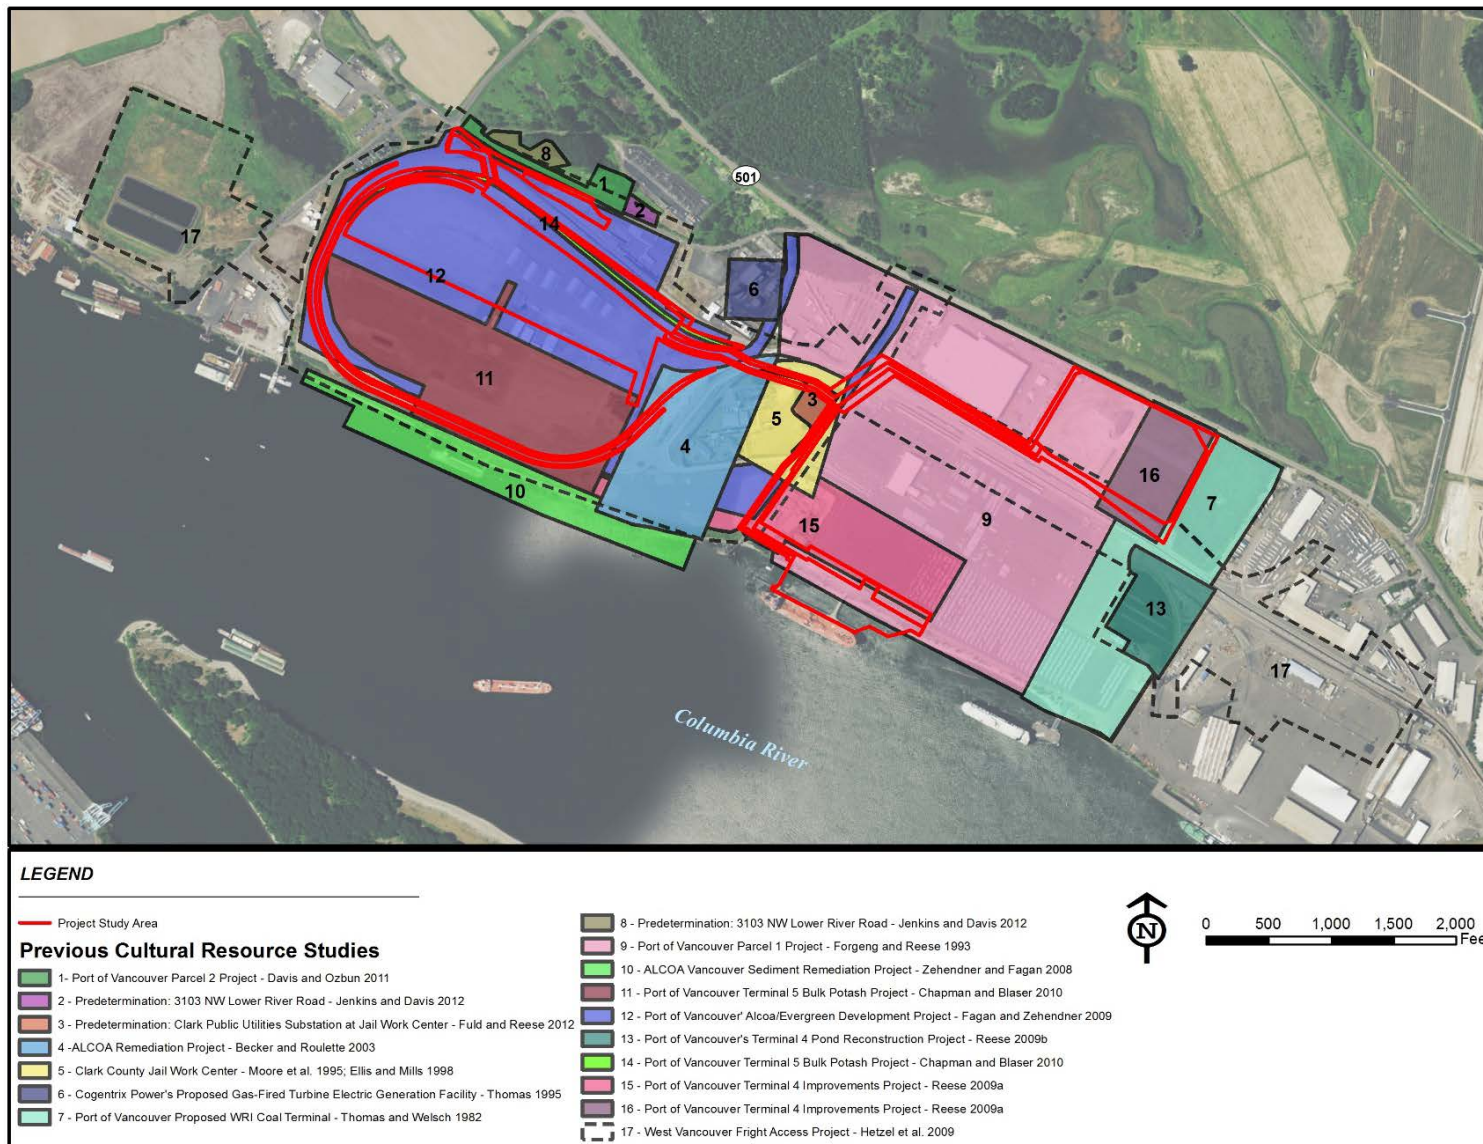 501
8
1
2
14
17
12
6
11
3
5
4
16
7
10
15
9
13
17
Columbia River
LEGEND
Project Study Area
Previous Cultural Resource Studies
1- Port of Vancouver Parcel 2 Project - Davis and Ozbun 2011
2 - Predetermination: 3103 NW Lower River Road - Jenkins and Davis 2012
3 - Predetermination: Clark Public Utilities Substation at Jail Work Center - Fuld and Reese 2012
4 -ALCOA Remediation Project - Becker and Roulette 2003
5 - Clark County Jail Work Center - Moore et al. 1995; Ellis and Mills 1998
6 - Cogentrix Power's Proposed Gas-Fired Turbine Electric Generation Facility - Thomas 1995
7 - Port of Vancouver Proposed WRI Coal Terminal - Thomas and Welsch 1982
8 - Predetermination: 3103 NW Lower River Road - Jenkins and Davis 2012
9 - Port of Vancouver Parcel 1 Project - Forgeng and Reese 1993
10 - ALCOA Vancouver Sediment Remediation Project - Zehendner and Fagan 2008
11 - Port of Vancouver Terminal 5 Bulk Potash Project - Chapman and Blaser 2010
12 - Port of Vancouver' Alcoa/Evergreen Development Project - Fagan and Zehendner 2009
13 - Port of Vancouver's Terminal 4 Pond Reconstruction Project - Reese 2009b
14 - Port of Vancouver Terminal 5 Bulk Potash Project - Chapman and Blaser 2010
15 - Port of Vancouver Terminal 4 Improvements Project - Reese 2009a
16 - Port of Vancouver Terminal 4 Improvements Project - Reese 2009a
17 - West Vancouver Fright Access Project - Hetzel et al. 2009
N
0 500 1,000 1,500 2,000
Fee